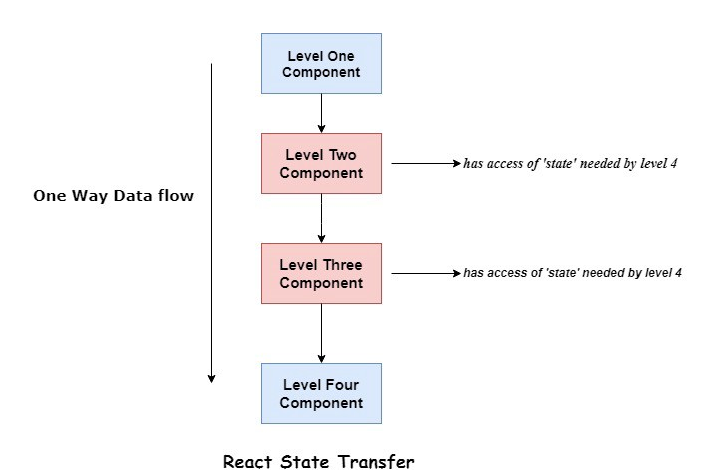 Level One
Component
Level Two
Component
has access of 'state' needed by level 4
One Way Data flow
Level Three
Component
has access of 'state' needed by level 4
Level Four
Component
React State Transfer